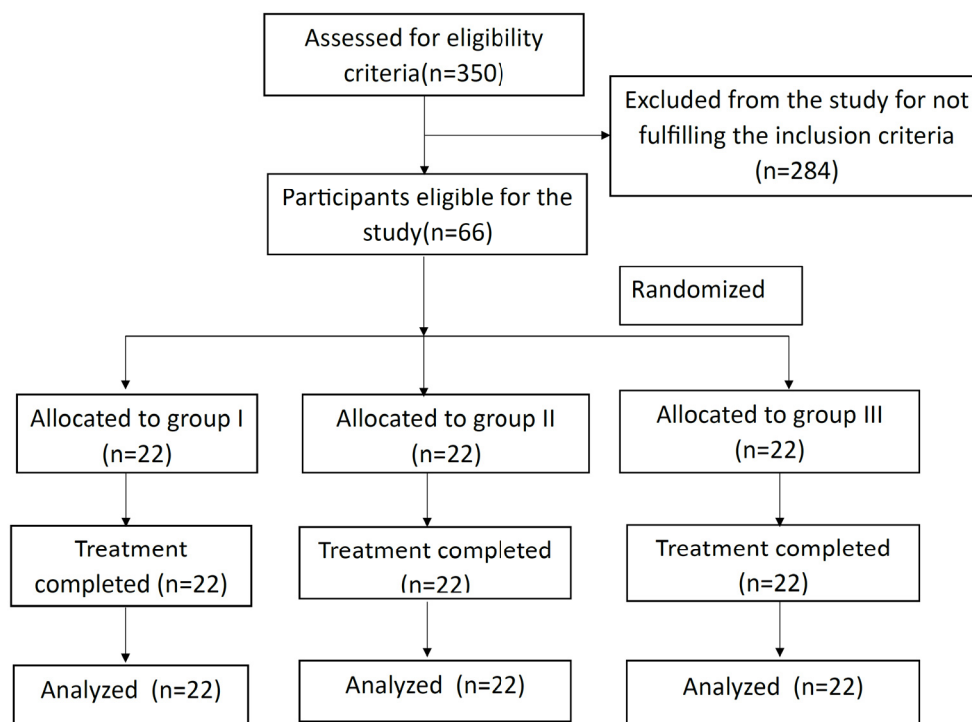 Assessed for eligibility
criteria(n=350)
Excluded from the study for not
fulfilling the inclusion criteria
(n=284)
Participants eligible for the
study(n=66)
Randomized
Allocated to group I
(n=22)
Allocated to group II
(n=22)
Allocated to group III
(n=22)
Treatment
completed (n=22)
Treatment completed
(n=22)
Treatment completed
(n=22)
Analyzed (n=22)
Analyzed (n=22)
Analyzed (n=22)